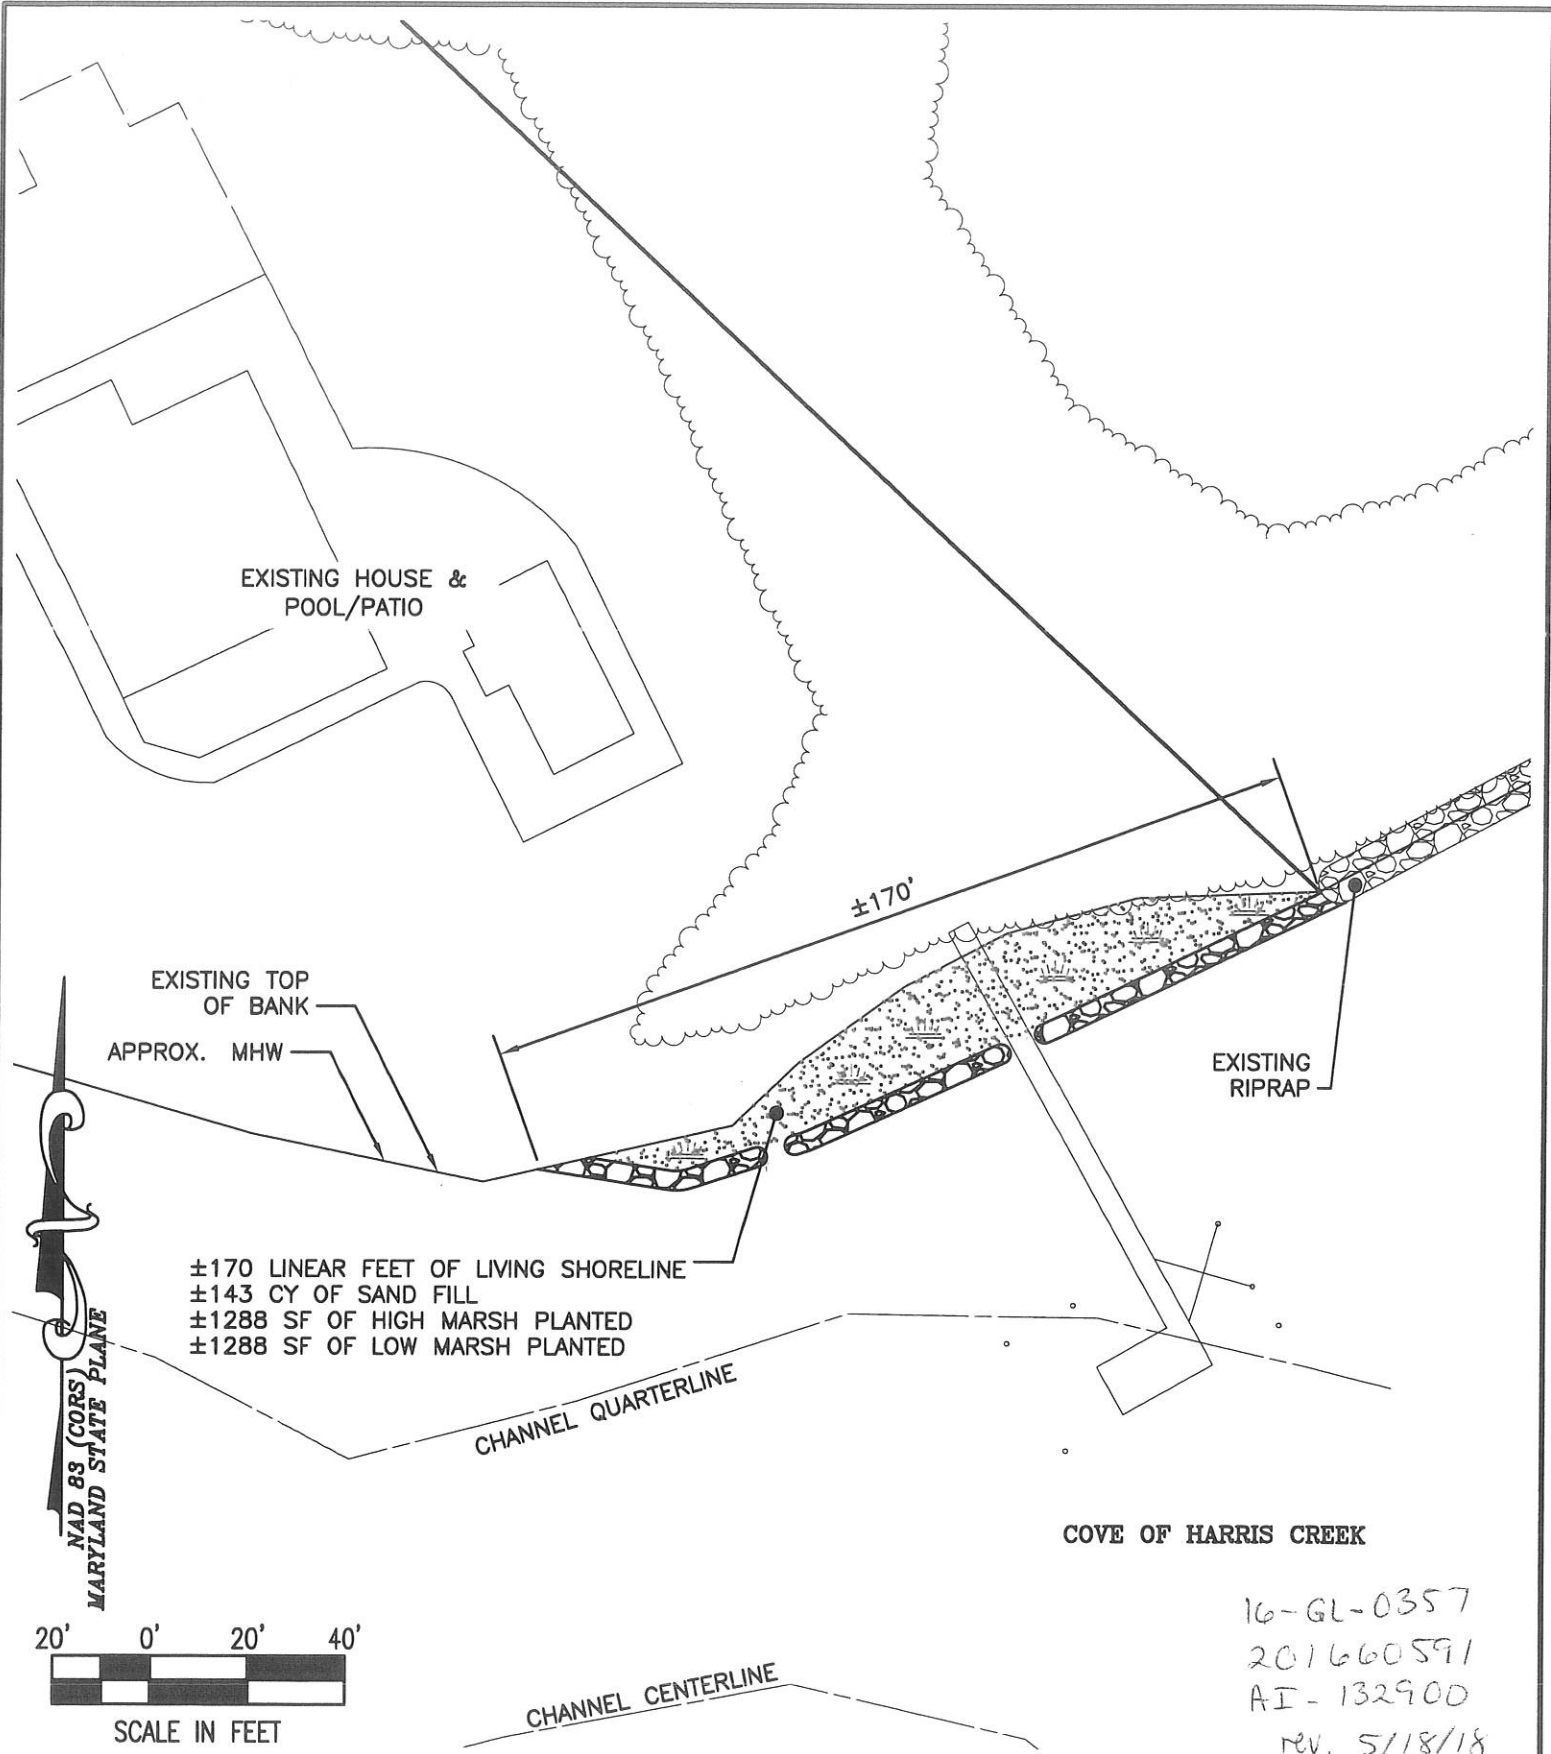 EXISTING HOUSE &
POOL/PATIO
±170'
EXISTING TOP
OF BANK
APPROX. MHW
EXISTING
RIPRAP
±170 LINEAR FEET OF LIVING SHORELINE
±143 CY OF SAND FILL
±1288 SF OF HIGH MARSH PLANTED
±1288 SF OF LOW MARSH PLANTED
CHANNEL QUARTERLINE
NAD 83 (CORS)
MARYLAND STATE PLANE
COVE OF HARRIS CREEK
16-GL-0357
201660591
AI-132900
rev. 5/18/18
20' 0' 20' 40'
SCALE IN FEET
CHANNEL CENTERLINE